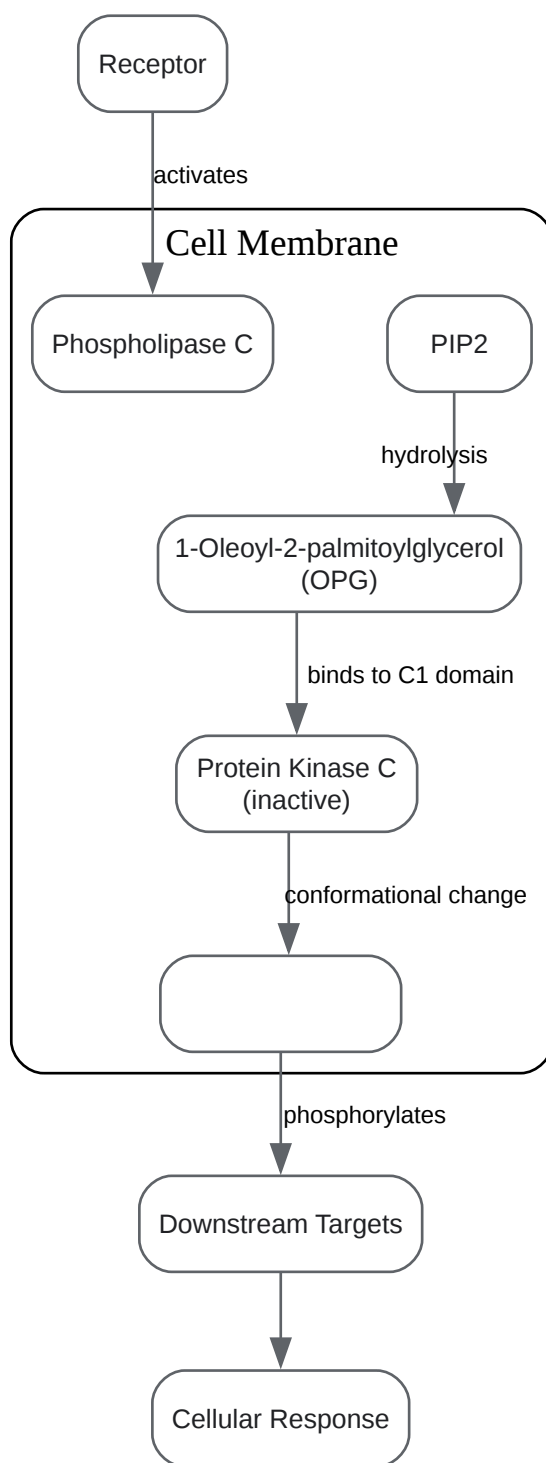 Receptor
activates
Cell Membrane
Phospholipase C
PIP2
hydrolysis
1-Oleoyl-2-palmitoylglycerol
(OPG)
binds to C1 domain
Protein Kinase C
(inactive)
conformational change
phosphorylates
Downstream Targets
Cellular Response